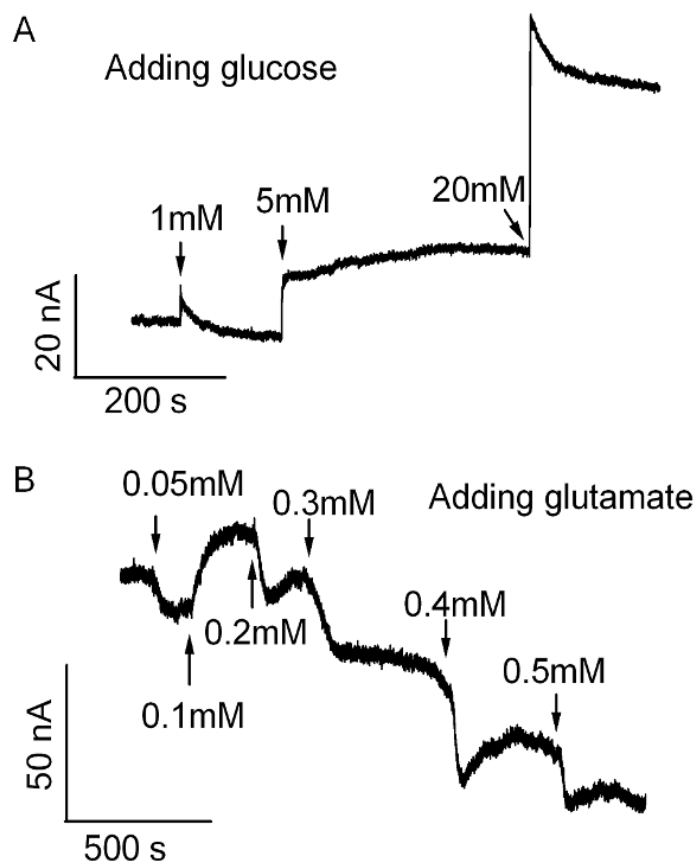 A
Adding glucose
1mM
5mM
20mM
20 nA
200 s
B
0.05mM
0.3mM
Adding glutamate
0.2mM
0.4mM
0.1mM
0.5mM
50 nA
500 s